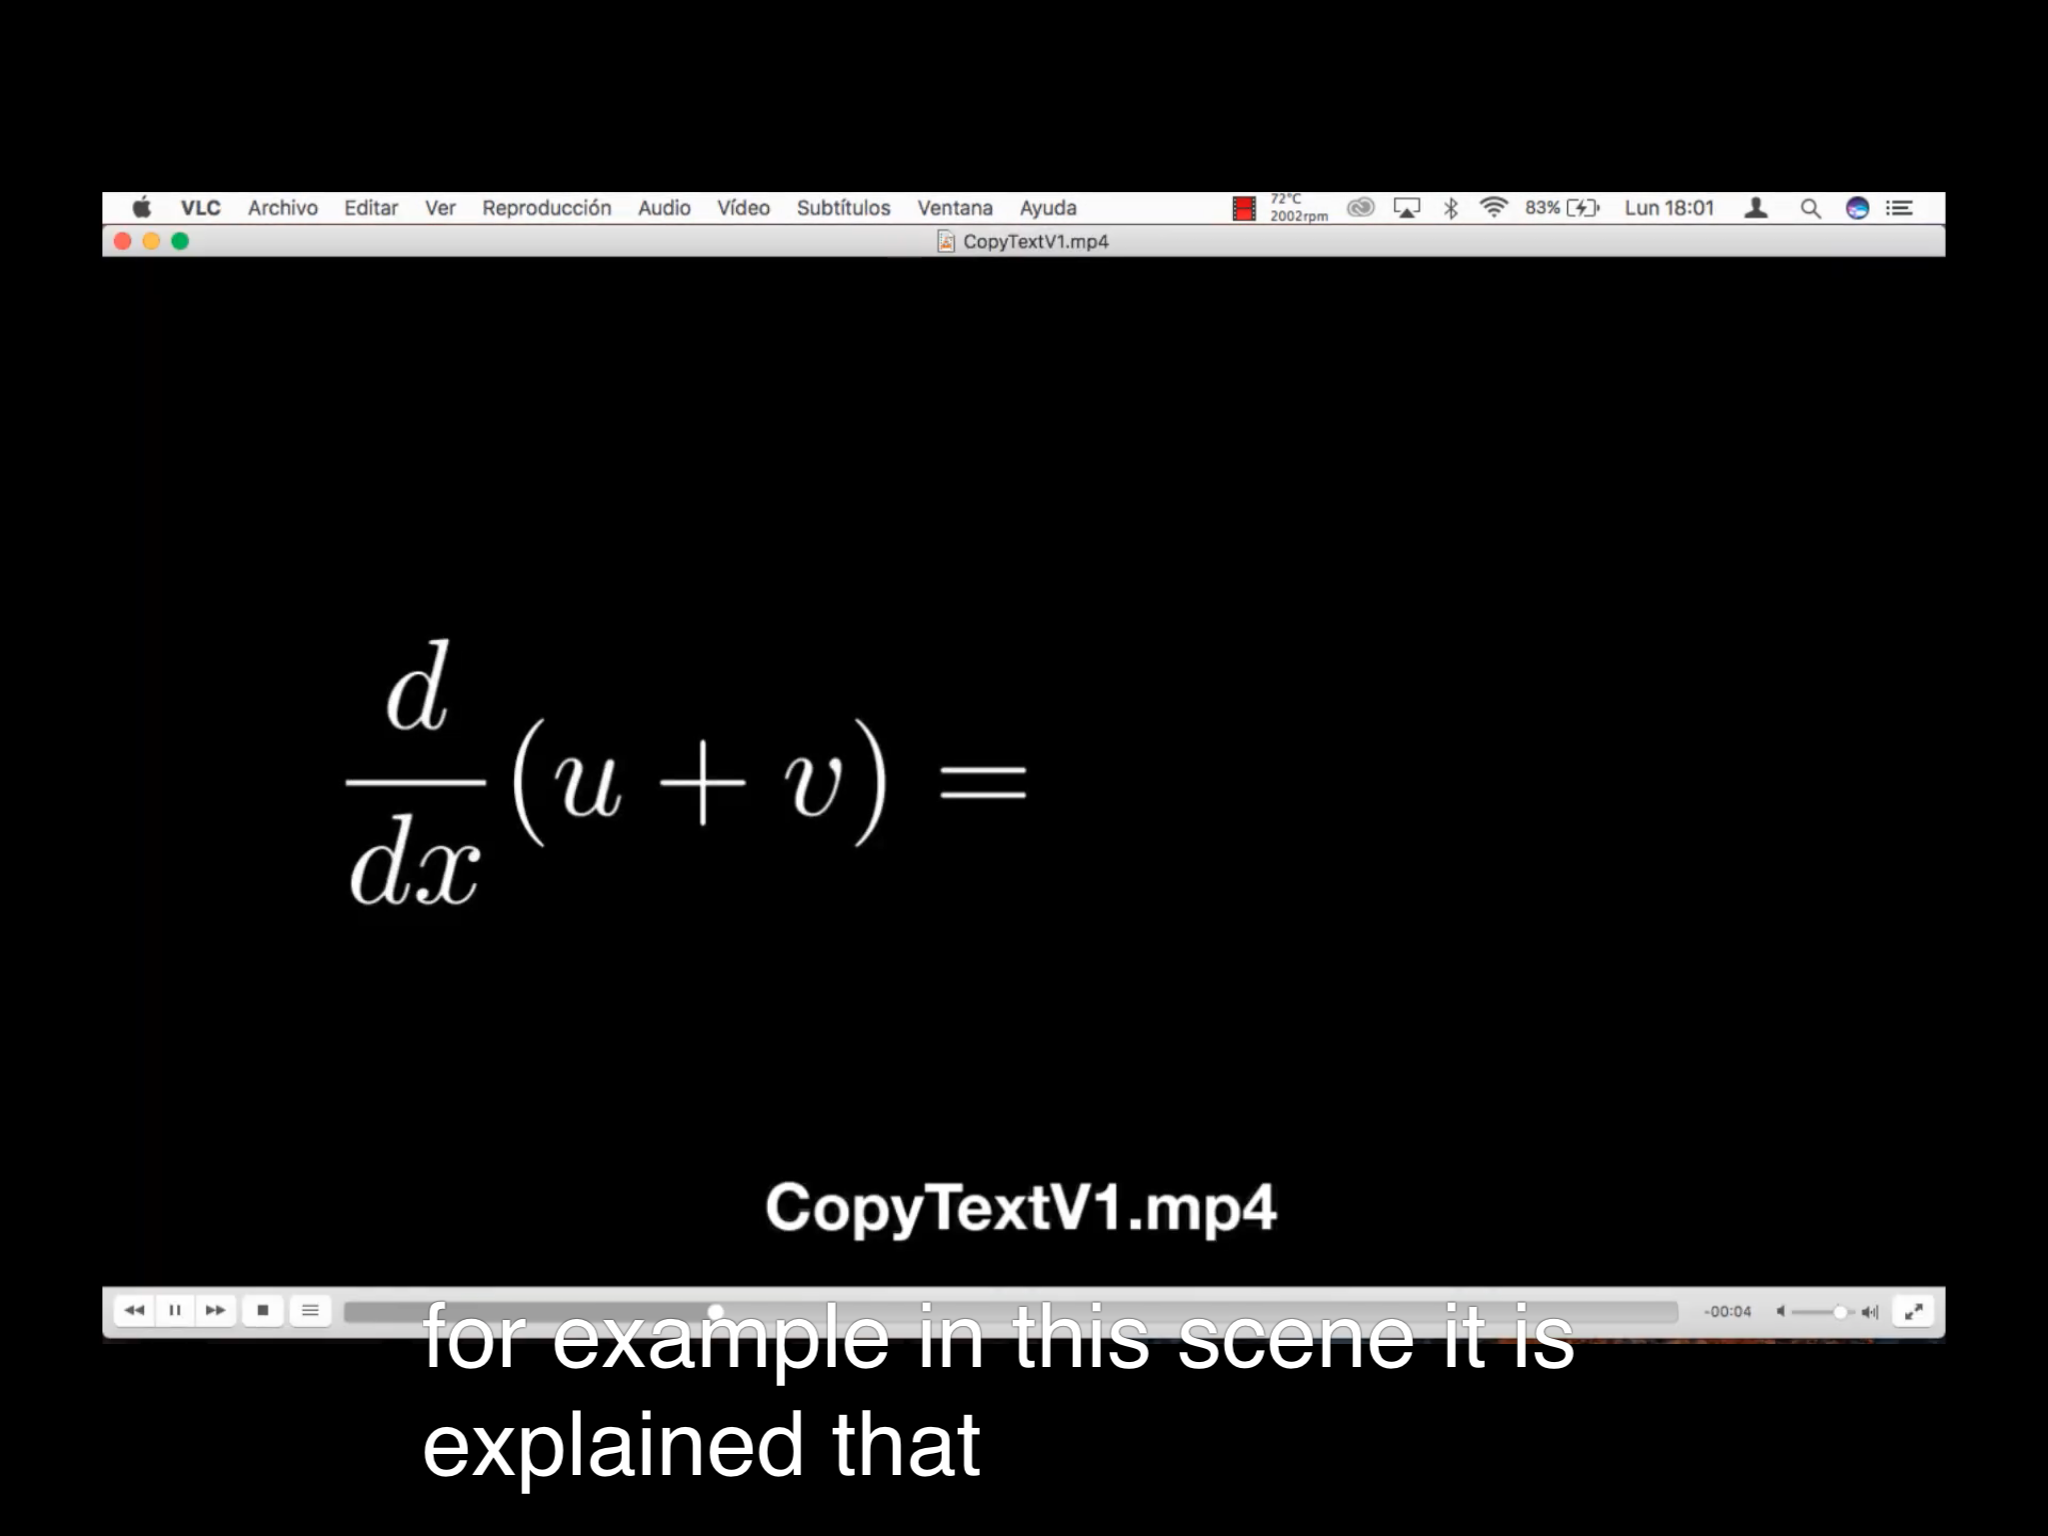 VLC Archivo Editar Ver Reproducción Audio Vídeo Subtítulos Ventana Ayuda 72°C 2002rpm 83% Lun 18:01
CopyTextV1.mp4
d
dx
(u + v) =
CopyTextV1.mp4
-00:04
for example in this scene it is
explained that